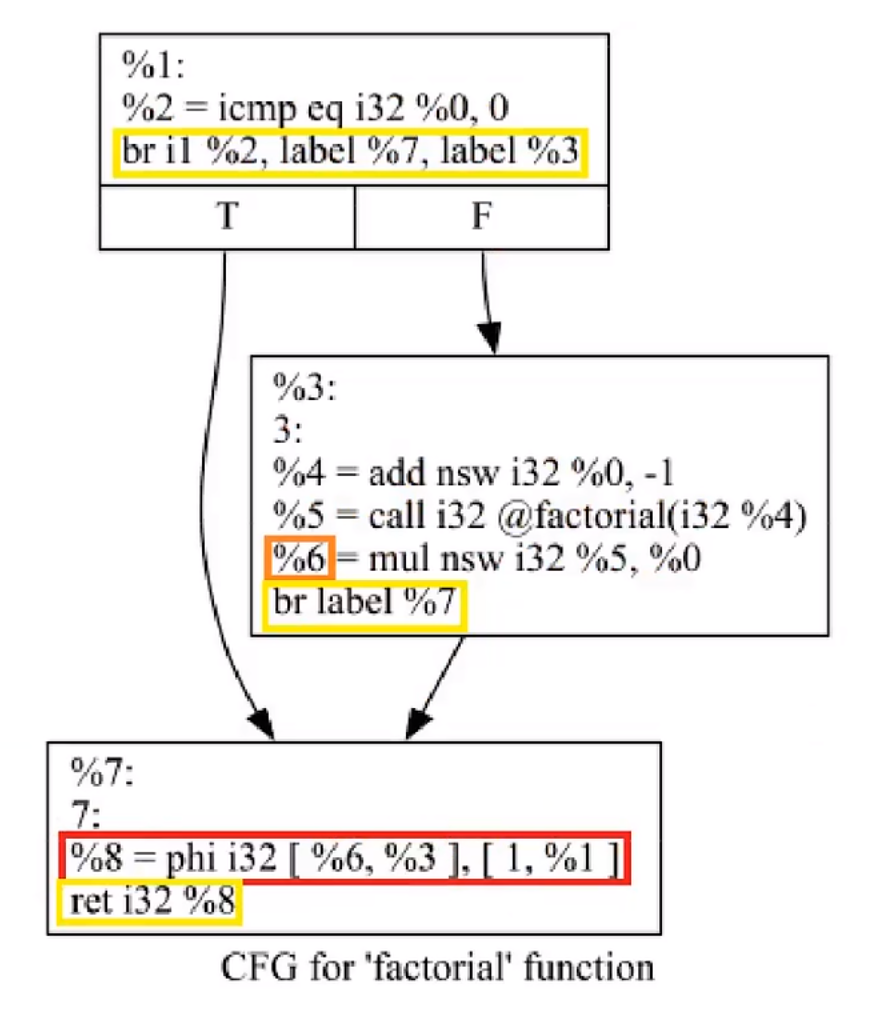 %1:
%2 = icmp eq i32 %0, 0
br i1 %2, label %7, label %3
T F
%3:
3:
%4 = add nsw i32 %0, -1
%5 = call i32 @factorial(i32 %4)
%6 = mul nsw i32 %5, %0
br label %7
%7:
7:
%8 = phi i32 [ %6, %3 ], [ 1, %1 ]
ret i32 %8
CFG for 'factorial' function